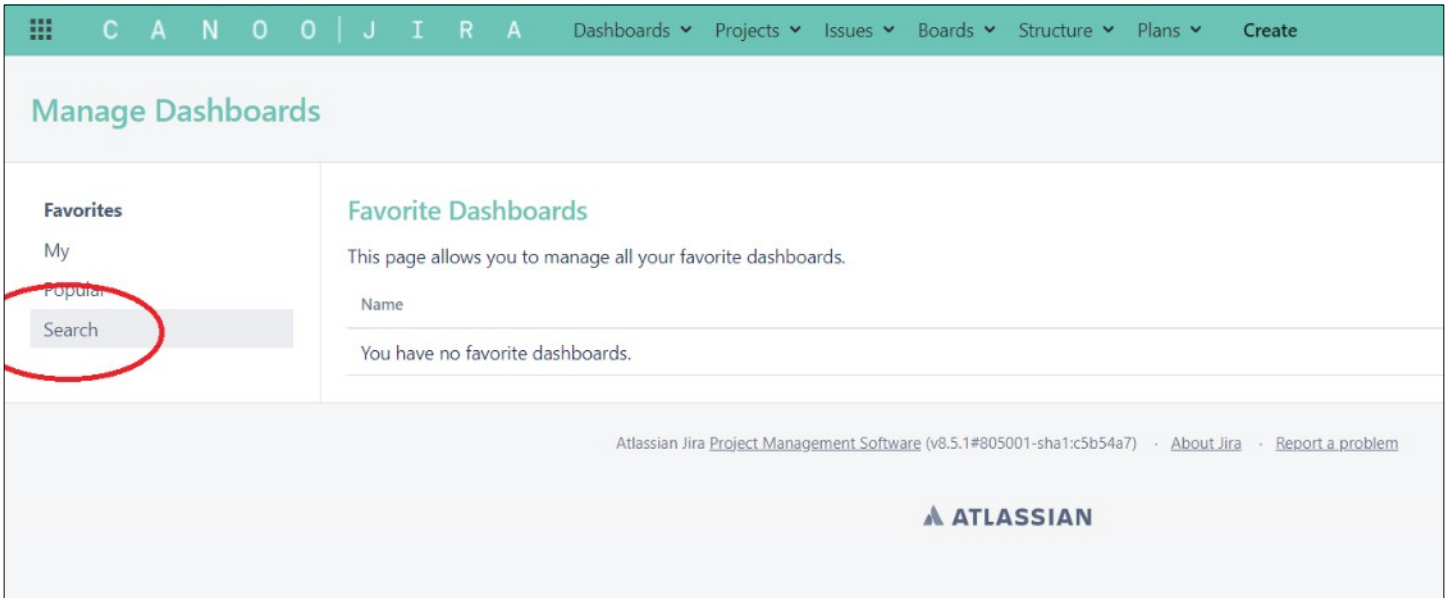 CANOO|JIRA Dashboards Projects Issues Boards Structure Plans Create
Manage Dashboards
Favorites
My
Popular
Search
Favorite Dashboards
This page allows you to manage all your favorite dashboards.
Name
You have no favorite dashboards.
Atlassian Jira Project Management Software (v8.5.1#805001-sha1:c5b54a7) · About Jira · Report a problem
ATLASSIAN